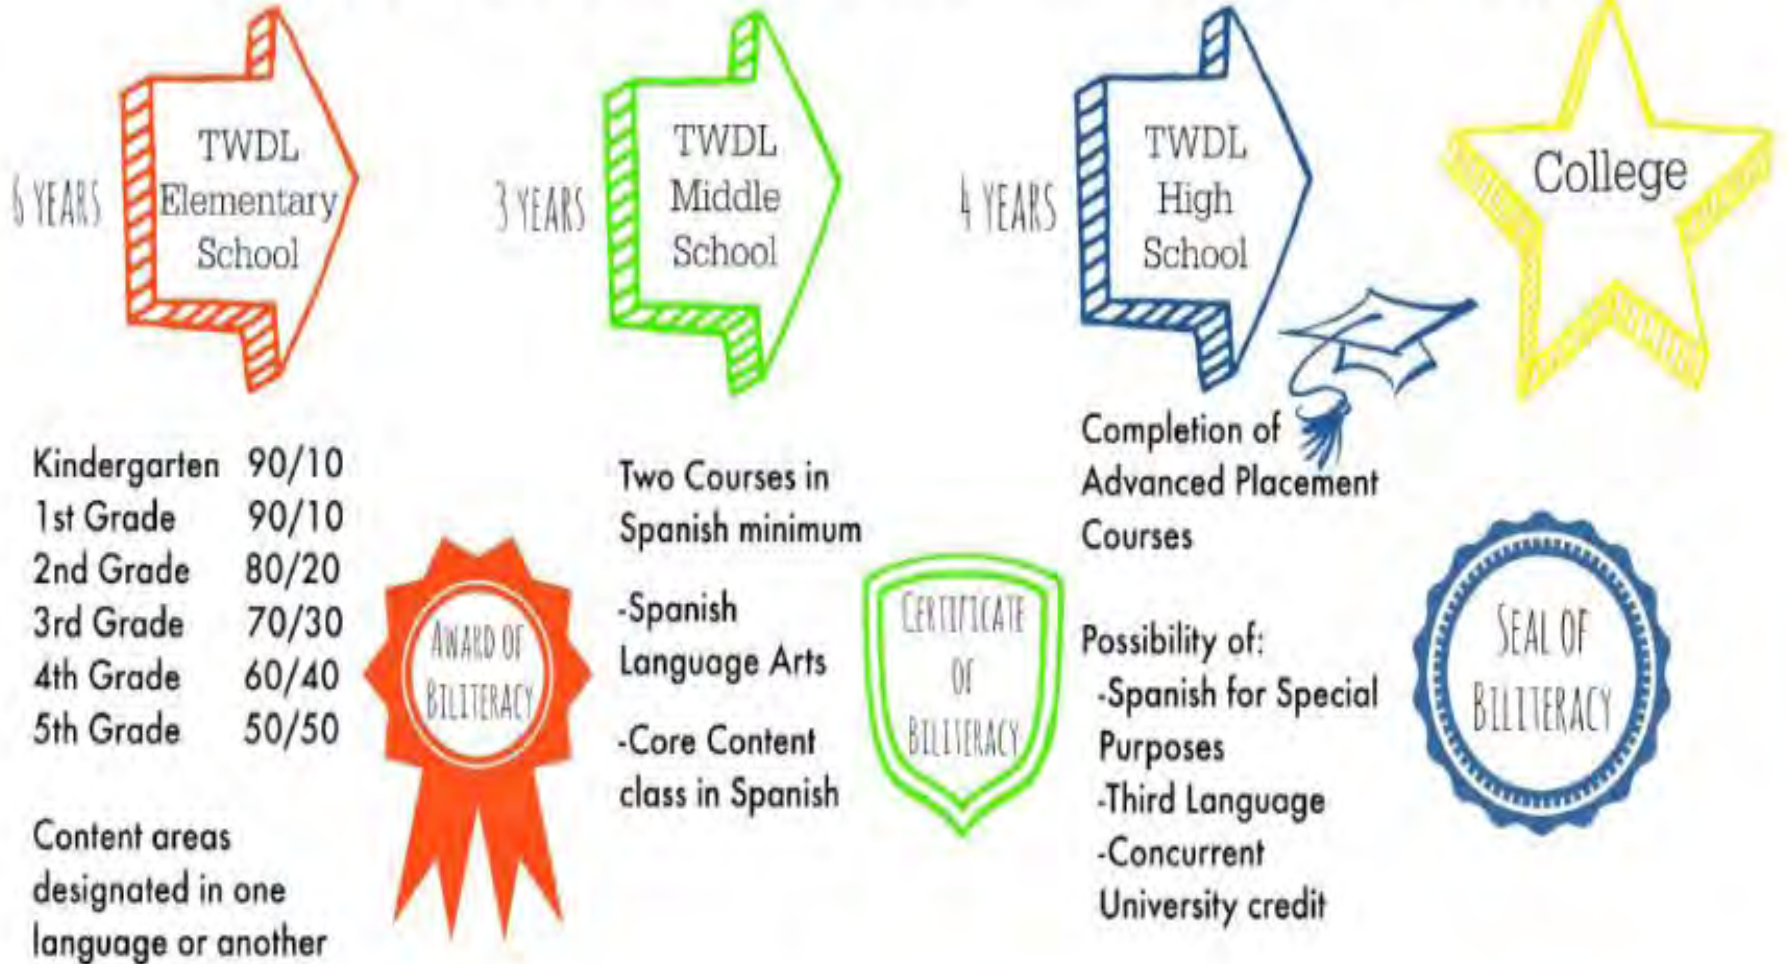 6 YEARS
TWDL
Elementary
School
3 YEARS
TWDL
Middle
School
4 YEARS
TWDL
High
School
College
Kindergarten 90/10
1st Grade 90/10
2nd Grade 80/20
3rd Grade 70/30
4th Grade 60/40
5th Grade 50/50
Content areas
designated in one
language or another
AWARD OF
BILITERACY
Two Courses in
Spanish minimum
-Spanish
Language Arts
-Core Content
class in Spanish
CERTIFICATE
OF
BILITERACY
Completion of
Advanced Placement
Courses
Possibility of:
-Spanish for Special
Purposes
-Third Language
-Concurrent
University credit
SEAL OF
BILITERACY